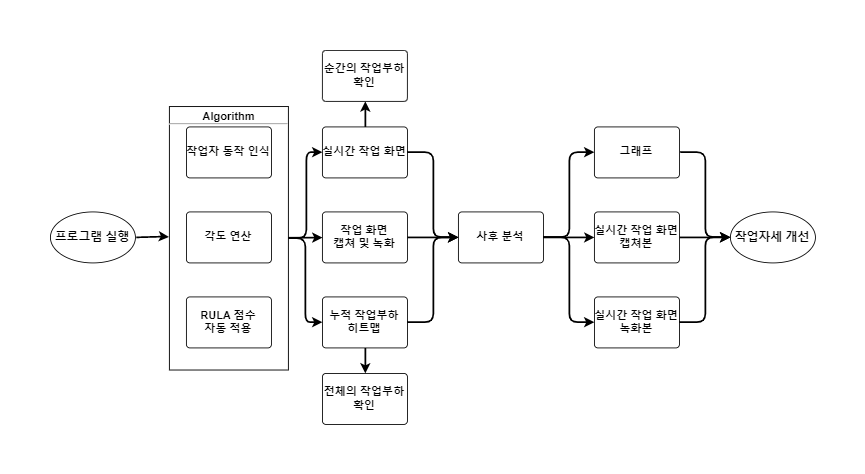 순간의 작업부하
확인
Algorithm
작업자 동작 인식
실시간 작업 화면
그래프
프로그램 실행
각도 연산
작업 화면
캡쳐 및 녹화
사후 분석
실시간 작업 화면
캡쳐본
작업자세 개선
RULA 점수
자동 적용
누적 작업부하
히트맵
실시간 작업 화면
녹화본
전체의 작업부하
확인